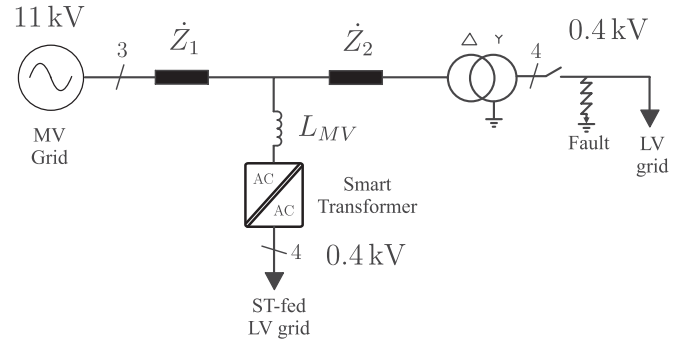 11 kV
3
Ż1
Ż2
4
0.4 kV
MV
Grid
L_MV
Fault
LV
grid
AC
AC
Smart
Transformer
4
0.4 kV
ST-fed
LV grid